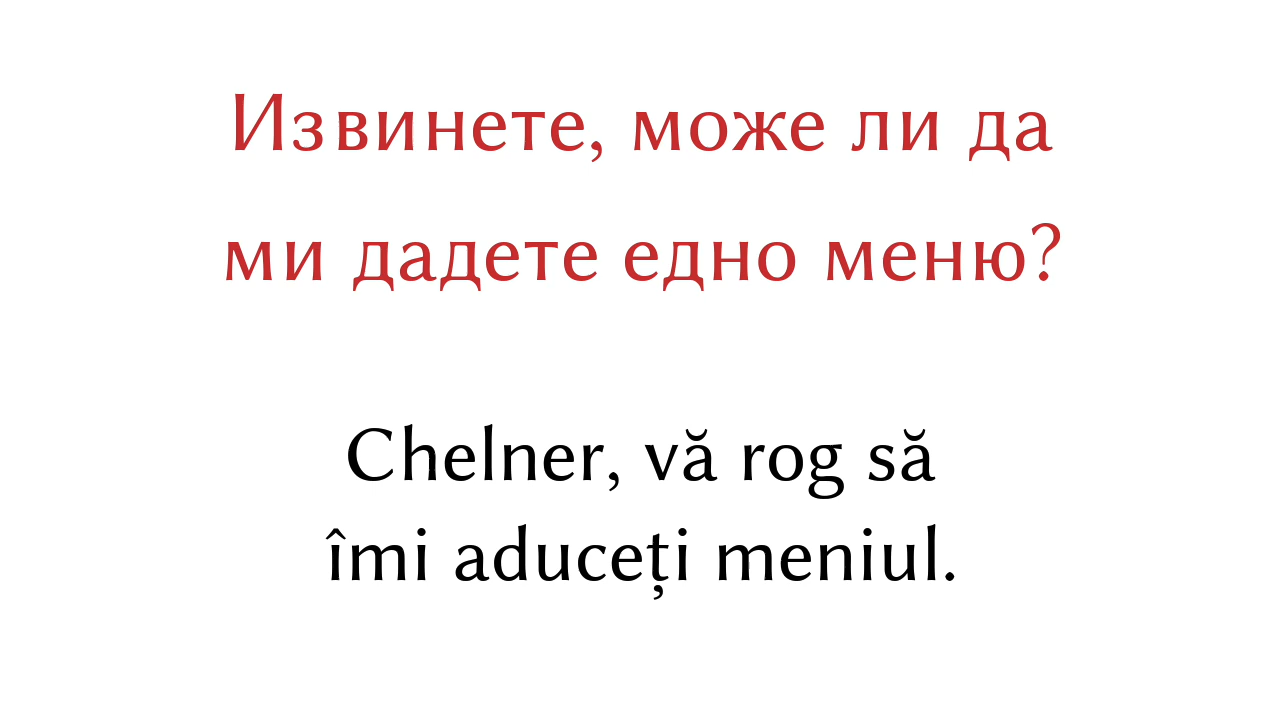 Извинете, може ли да
ми дадете едно меню?
Chelner, vă rog să
îmi aduceți meniul.